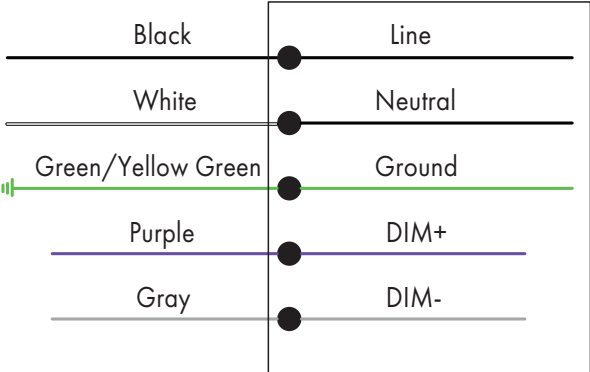 Black Line
White Neutral
Green/Yellow Green Ground
Purple DIM+
Gray DIM-